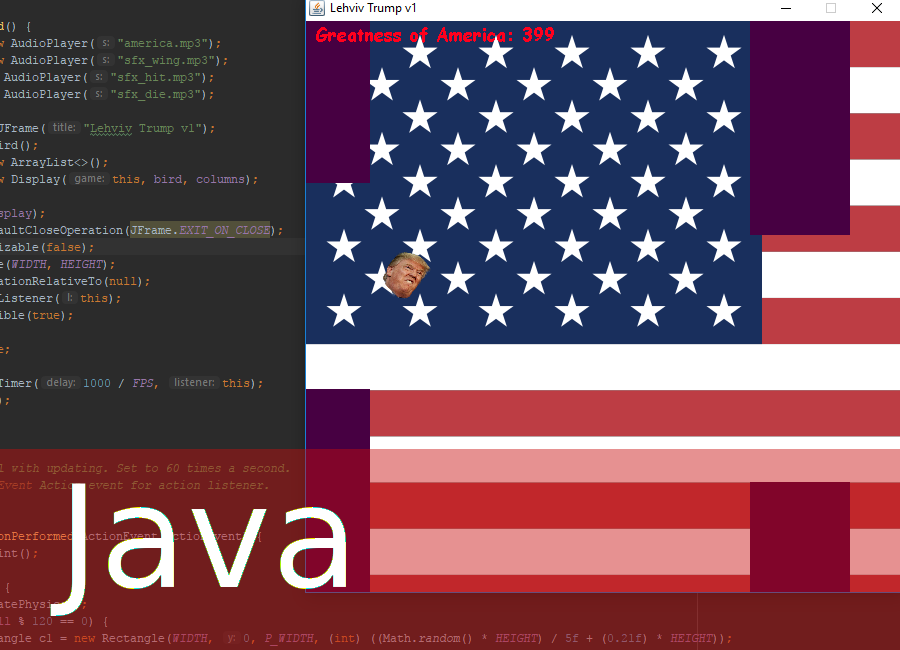 Lehviv Trump v1
Greatness of America: 399
d() {
w AudioPlayer( s: "america.mp3");
w AudioPlayer( s: "sfx_wing.mp3");
AudioPlayer( s: "sfx_hit.mp3");
AudioPlayer( s: "sfx_die.mp3");
JFrame( title: "Lehviv Trump v1");
ird();
w ArrayList<>();
w Display( game: this, bird, columns);
splay);
aultCloseOperation(JFrame.EXIT_ON_CLOSE);
izable(false);
e(WIDTH, HEIGHT);
ationRelativeTo(null);
Listener( l: this);
ible(true);
e;
Timer( delay: 1000 / FPS, listener: this);
);
l with updating. Set to 60 times a second.
Event Action event for action listener.
onPerformed(ActionEvent actionEvent) {
int();
{
atePhysi
ll % 120 == 0) {
angle c1 = new Rectangle(WIDTH, y: 0, P_WIDTH, (int) ((Math.random() * HEIGHT) / 5f + (0.21f) * HEIGHT));
Java